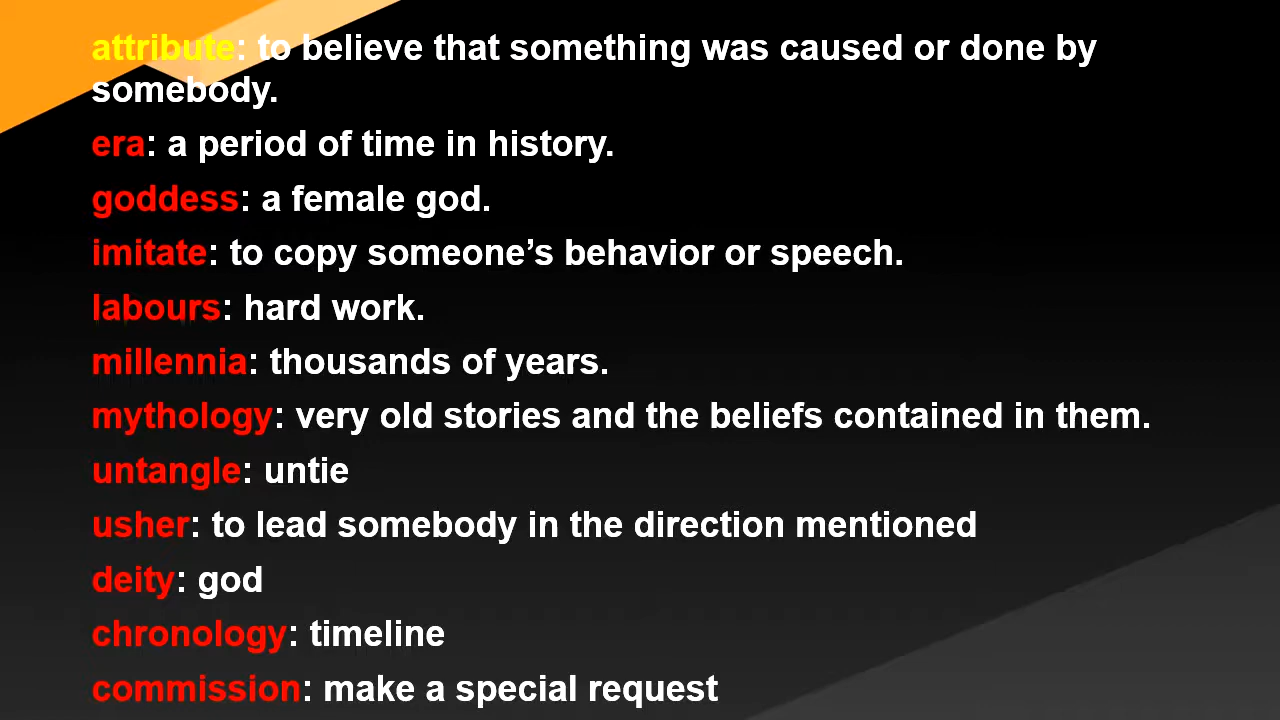 attribute: to believe that something was caused or done by
somebody.
era: a period of time in history.
goddess: a female god.
imitate: to copy someone’s behavior or speech.
labours: hard work.
millennia: thousands of years.
mythology: very old stories and the beliefs contained in them.
untangle: untie
usher: to lead somebody in the direction mentioned
deity: god
chronology: timeline
commission: make a special request